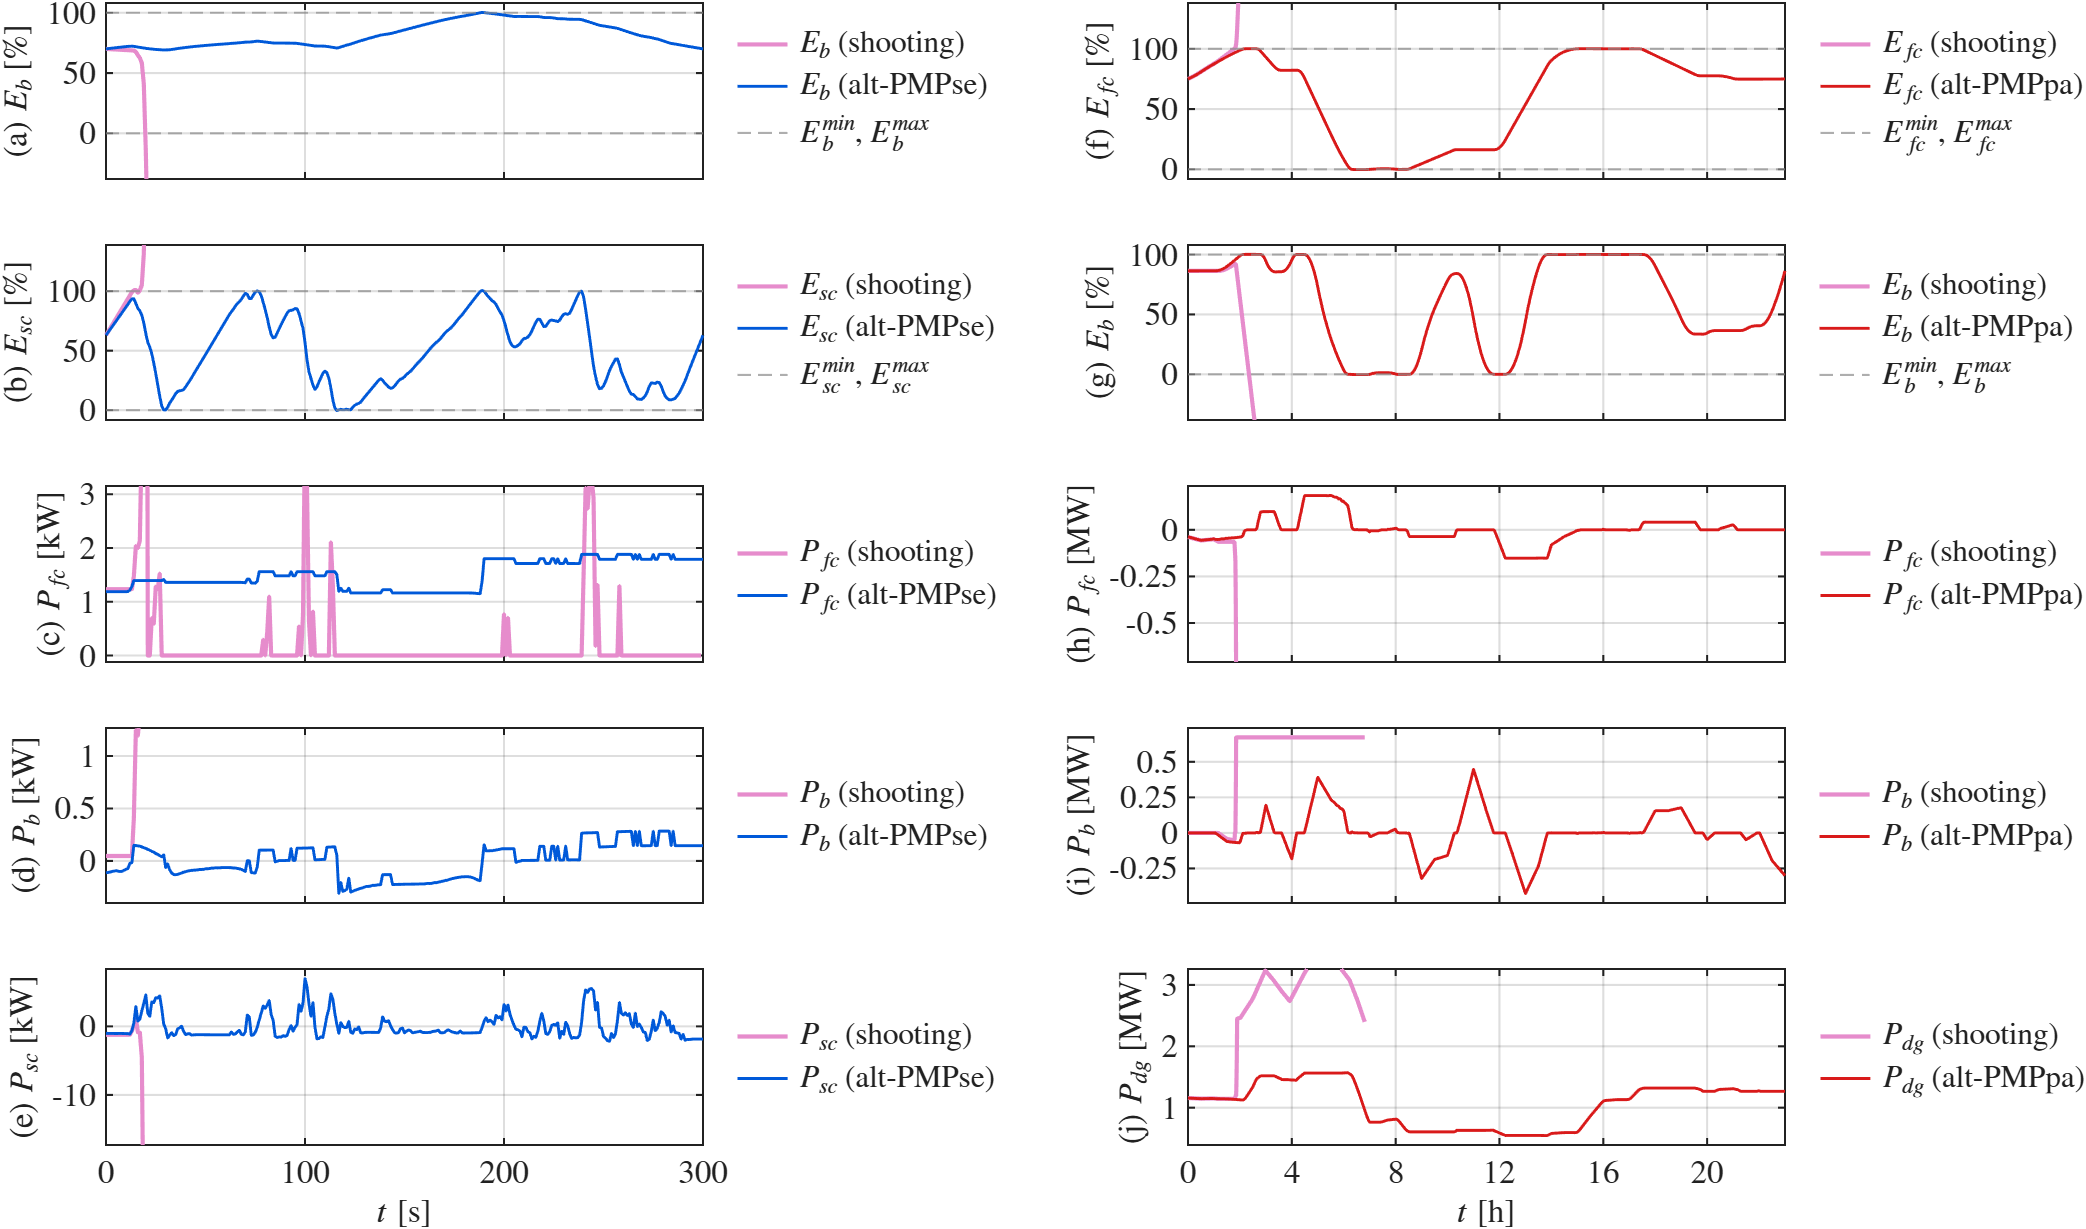 (a) E_b [%]
100
50
0
E_b (shooting)
E_b (alt-PMPse)
E_b^min, E_b^max
(b) E_sc [%]
100
50
0
E_sc (shooting)
E_sc (alt-PMPse)
E_sc^min, E_sc^max
(c) P_fc [kW]
3
2
1
0
P_fc (shooting)
P_fc (alt-PMPse)
(d) P_b [kW]
1
0.5
0
P_b (shooting)
P_b (alt-PMPse)
(e) P_sc [kW]
0
-10
P_sc (shooting)
P_sc (alt-PMPse)
0 100 200 300
t [s]
(f) E_fc [%]
100
50
0
E_fc (shooting)
E_fc (alt-PMPpa)
E_fc^min, E_fc^max
(g) E_b [%]
100
50
0
E_b (shooting)
E_b (alt-PMPpa)
E_b^min, E_b^max
(h) P_fc [MW]
0
-0.25
-0.5
P_fc (shooting)
P_fc (alt-PMPpa)
(i) P_b [MW]
0.5
0.25
0
-0.25
P_b (shooting)
P_b (alt-PMPpa)
(j) P_dg [MW]
3
2
1
P_dg (shooting)
P_dg (alt-PMPpa)
0 4 8 12 16 20
t [h]